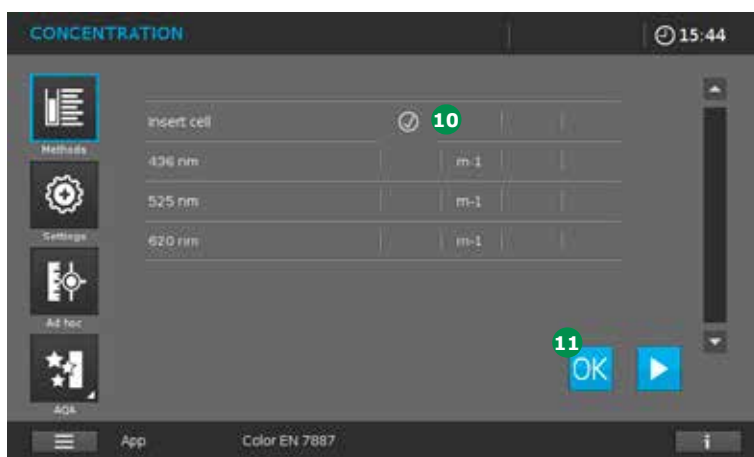 CONCENTRATION 15:44
Methods
Insert cell 10
436 nm m-1
Settings
525 nm m-1
620 nm m-1
Ad hoc
11
OK
AQA
App Color EN 7887 i